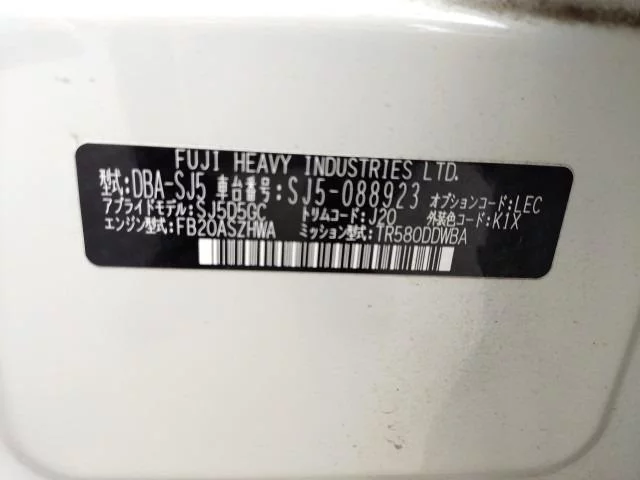 FUJI HEAVY INDUSTRIES LTD.
型式:DBA-SJ5 車台番号:SJ5-088923 オプションコード:LEC
アプライドモデル:SJ5D5GC トリムコード:J20 外装色コード:K1X
エンジン型式:FB20ASZHWA ミッション型式:TR580DDWBA